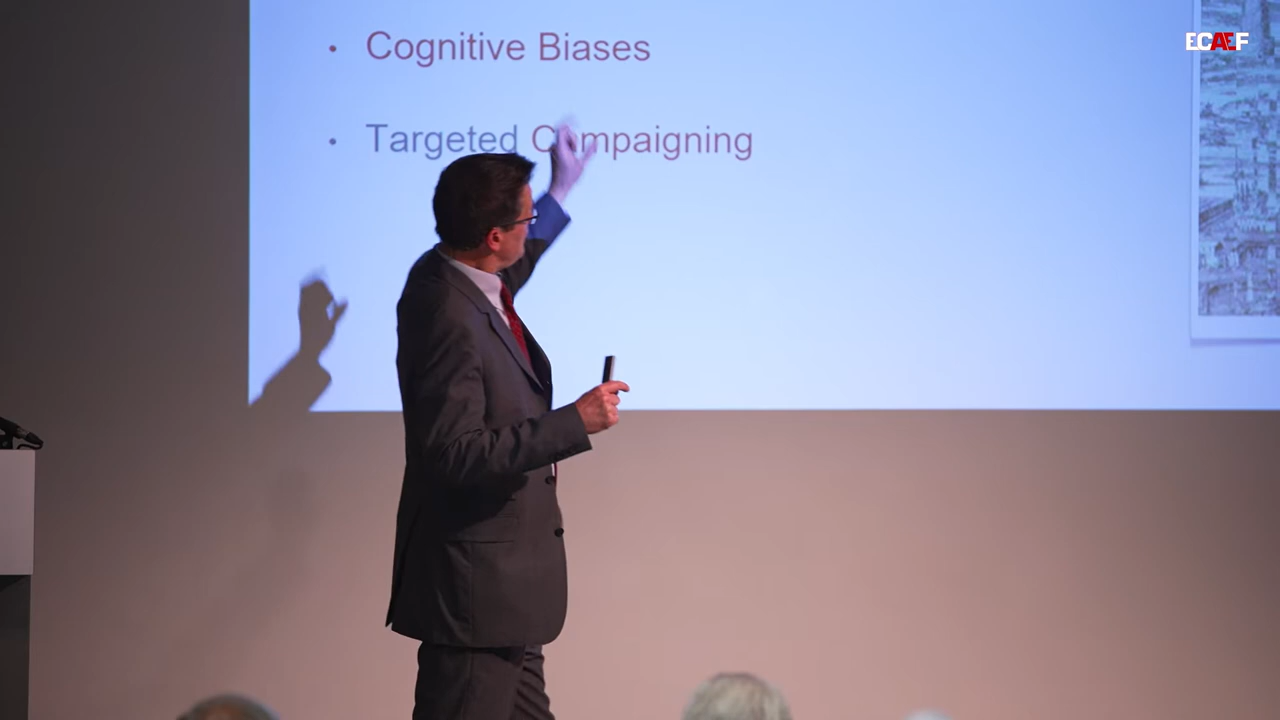 ECAEF
• Cognitive Biases
• Targeted Campaigning